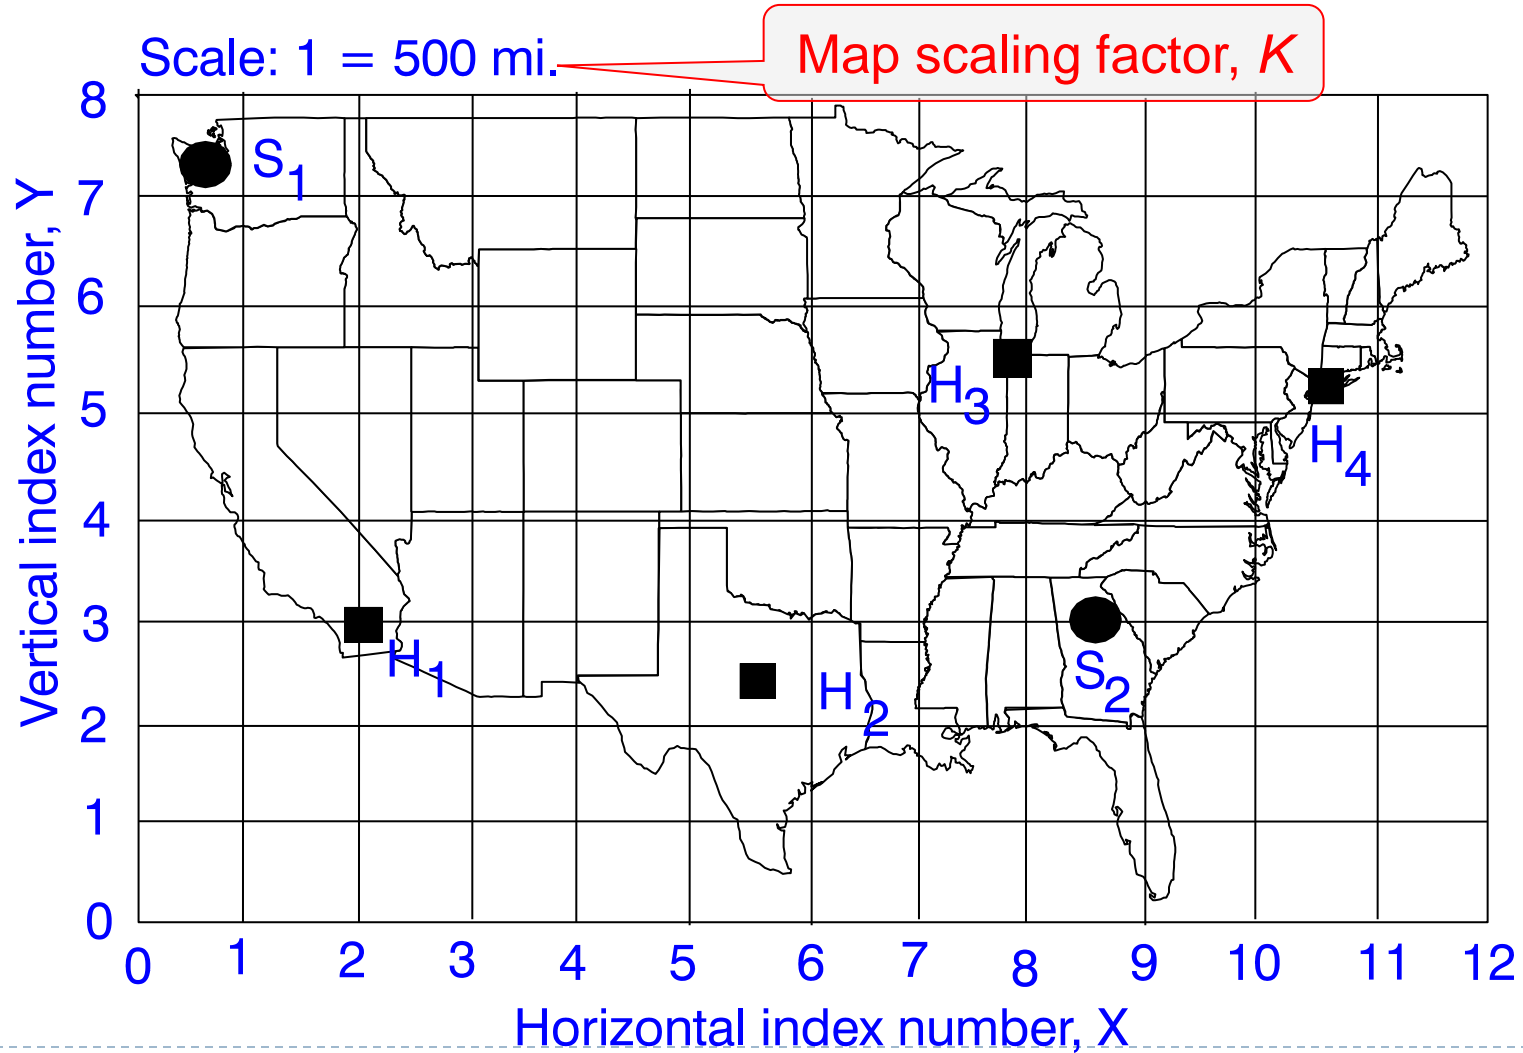 Scale: 1 = 500 mi.
Map scaling factor, K
Vertical index number, Y
8
7
6
5
4
3
2
1
0
S1
H3
H4
H1
S2
H2
0 1 2 3 4 5 6 7 8 9 10 11 12
Horizontal index number, X